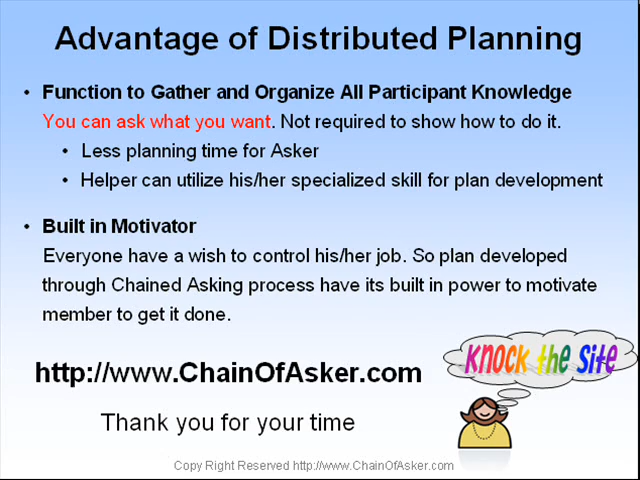 Advantage of Distributed Planning
• Function to Gather and Organize All Participant Knowledge
You can ask what you want. Not required to show how to do it.
• Less planning time for Asker
• Helper can utilize his/her specialized skill for plan development
• Built in Motivator
Everyone have a wish to control his/her job. So plan developed
through Chained Asking process have its built in power to motivate
member to get it done.
Knock the Site
http://www.ChainOfAsker.com
Thank you for your time
Copy Right Reserved http://www.ChainOfAsker.com